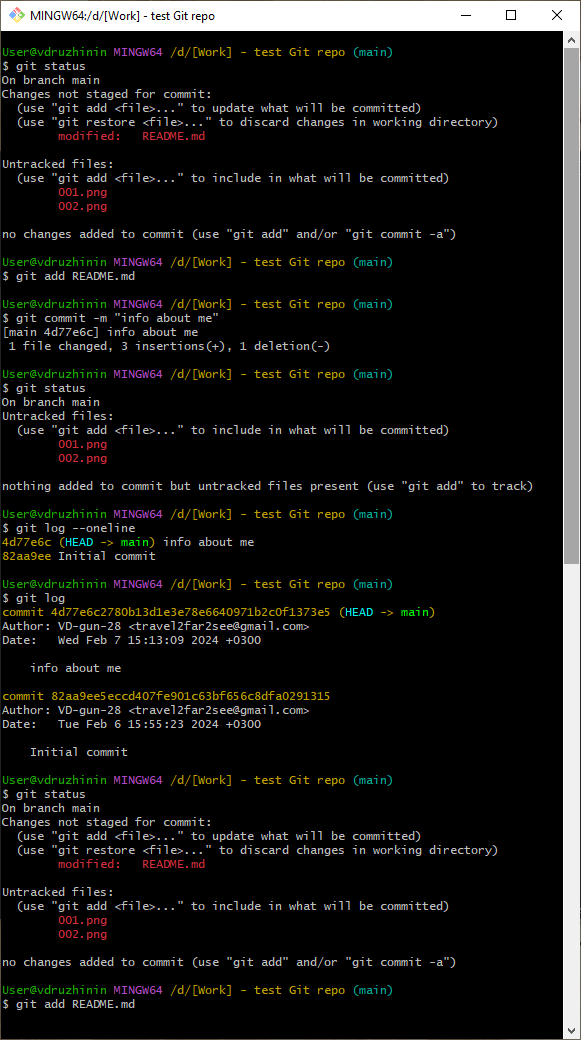 MINGW64:/d/[Work] - test Git repo
User@vdruzhinin MINGW64 /d/[Work] - test Git repo (main)
$ git status
On branch main
Changes not staged for commit:
  (use "git add <file>..." to update what will be committed)
  (use "git restore <file>..." to discard changes in working directory)
        modified:   README.md

Untracked files:
  (use "git add <file>..." to include in what will be committed)
        001.png
        002.png

no changes added to commit (use "git add" and/or "git commit -a")

User@vdruzhinin MINGW64 /d/[Work] - test Git repo (main)
$ git add README.md

User@vdruzhinin MINGW64 /d/[Work] - test Git repo (main)
$ git commit -m "info about me"
[main 4d77e6c] info about me
 1 file changed, 3 insertions(+), 1 deletion(-)

User@vdruzhinin MINGW64 /d/[Work] - test Git repo (main)
$ git status
On branch main
Untracked files:
  (use "git add <file>..." to include in what will be committed)
        001.png
        002.png

nothing added to commit but untracked files present (use "git add" to track)

User@vdruzhinin MINGW64 /d/[Work] - test Git repo (main)
$ git log --oneline
4d77e6c (HEAD -> main) info about me
82aa9ee Initial commit

User@vdruzhinin MINGW64 /d/[Work] - test Git repo (main)
$ git log
commit 4d77e6c2780b13d1e3e78e6640971b2c0f1373e5 (HEAD -> main)
Author: VD-gun-28 <travel2far2see@gmail.com>
Date:   Wed Feb 7 15:13:09 2024 +0300

    info about me

commit 82aa9ee5eccd407fe901c63bf656c8dfa0291315
Author: VD-gun-28 <travel2far2see@gmail.com>
Date:   Tue Feb 6 15:55:23 2024 +0300

    Initial commit

User@vdruzhinin MINGW64 /d/[Work] - test Git repo (main)
$ git status
On branch main
Changes not staged for commit:
  (use "git add <file>..." to update what will be committed)
  (use "git restore <file>..." to discard changes in working directory)
        modified:   README.md

Untracked files:
  (use "git add <file>..." to include in what will be committed)
        001.png
        002.png

no changes added to commit (use "git add" and/or "git commit -a")

User@vdruzhinin MINGW64 /d/[Work] - test Git repo (main)
$ git add README.md